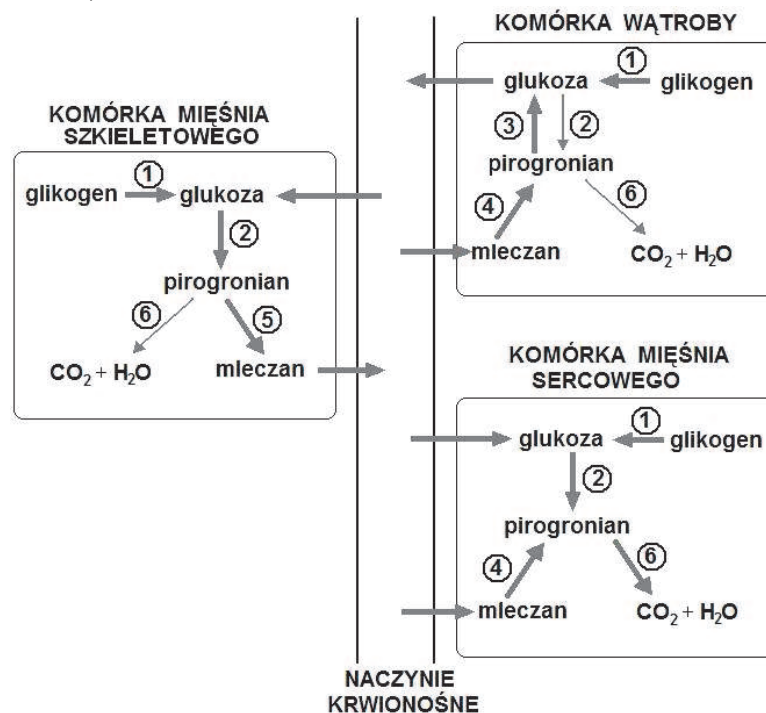 KOMÓRKA MIĘŚNIA
SZKIELETOWEGO
glikogen
1
glukoza
2
pirogronian
6
5
CO₂ + H₂O
mleczan
KOMÓRKA WĄTROBY
glukoza
1
glikogen
3
2
pirogronian
4
6
mleczan
CO₂ + H₂O
KOMÓRKA MIĘŚNIA
SERCOWEGO
glukoza
1
glikogen
2
pirogronian
4
6
mleczan
CO₂ + H₂O
NACZYNIE
KRWIONOŚNE